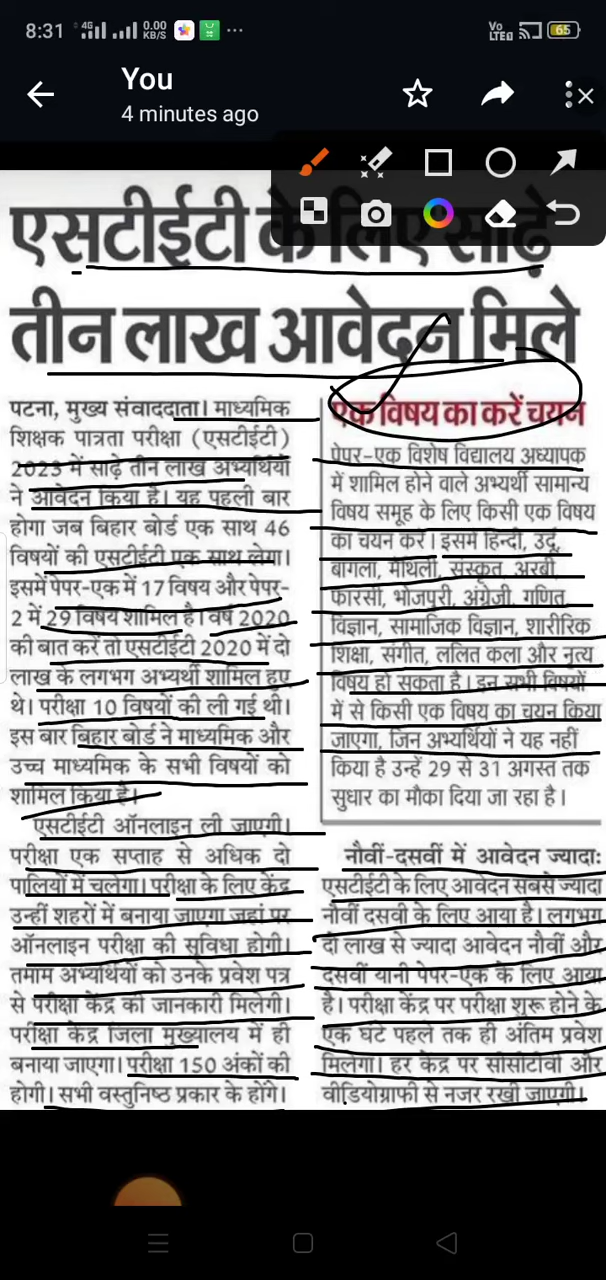 8:31
4G
0.00
KB/S
Vo
LTE
65
You
4 minutes ago
एसटीईटी के लिए साढ़े
तीन लाख आवेदन मिले
पटना, मुख्य संवाददाता। माध्यमिक
शिक्षक पात्रता परीक्षा (एसटीईटी)
2023 में साढ़े तीन लाख अभ्यर्थियों
ने आवेदन किया है। यह पहली बार
होगा जब बिहार बोर्ड एक साथ 46
विषयों की एसटीईटी एक साथ लेगा।
इसमें पेपर-एक में 17 विषय और पेपर-
2 में 29 विषय शामिल है। वर्ष 2020
की बात करें तो एसटीईटी 2020 में दो
लाख के लगभग अभ्यर्थी शामिल हुए
थे। परीक्षा 10 विषयों की ली गई थी।
इस बार बिहार बोर्ड ने माध्यमिक और
उच्च माध्यमिक के सभी विषयों को
शामिल किया है।
एसटीईटी ऑनलाइन ली जाएगी।
परीक्षा एक सप्ताह से अधिक दो
पालियों में चलेगा। परीक्षा के लिए केंद्र
उन्हीं शहरों में बनाया जाएगा जहां पर
ऑनलाइन परीक्षा की सुविधा होगी।
तमाम अभ्यर्थियों को उनके प्रवेश पत्र
से परीक्षा केंद्र की जानकारी मिलेगी।
परीक्षा केंद्र जिला मुख्यालय में ही
बनाया जाएगा। परीक्षा 150 अंकों की
होगी। सभी वस्तुनिष्ठ प्रकार के होंगे।
एक विषय का करें चयन
पेपर-एक विशेष विद्यालय अध्यापक
में शामिल होने वाले अभ्यर्थी सामान्य
विषय समूह के लिए किसी एक विषय
का चयन करें। इसमें हिन्दी, उर्दू,
बांगला, मैथिली, संस्कृत, अरबी
फारसी, भोजपुरी, अंग्रेजी, गणित,
विज्ञान, सामाजिक विज्ञान, शारीरिक
शिक्षा, संगीत, ललित कला और नृत्य
विषय हो सकता है। इन सभी विषयों
में से किसी एक विषय का चयन किया
जाएगा, जिन अभ्यर्थियों ने यह नहीं
किया है उन्हें 29 से 31 अगस्त तक
सुधार का मौका दिया जा रहा है।
नौवीं-दसवीं में आवेदन ज्यादा:
एसटीईटी के लिए आवेदन सबसे ज्यादा
नौवीं दसवीं के लिए आया है। लगभग
दो लाख से ज्यादा आवेदन नौवीं और
दसवीं यानी पेपर-एक के लिए आया
है। परीक्षा केंद्र पर परीक्षा शुरू होने के
एक घंटे पहले तक ही अंतिम प्रवेश
मिलेगा। हर केंद्र पर सीसीटीवी और
वीडियोग्राफी से नजर रखी जाएगी।